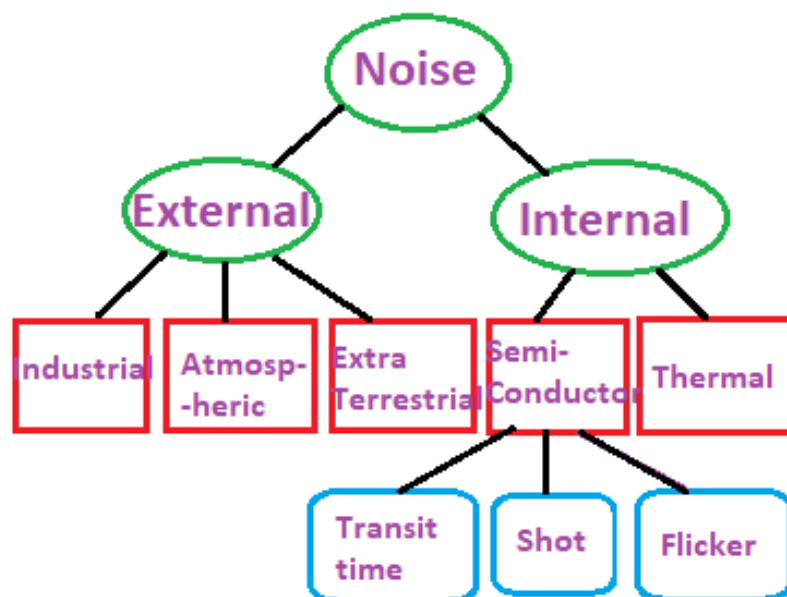 Noise
External
Internal
Industrial
Atmosp-
-heric
Extra
Terrestrial
Semi-
Conductor
Thermal
Transit
time
Shot
Flicker